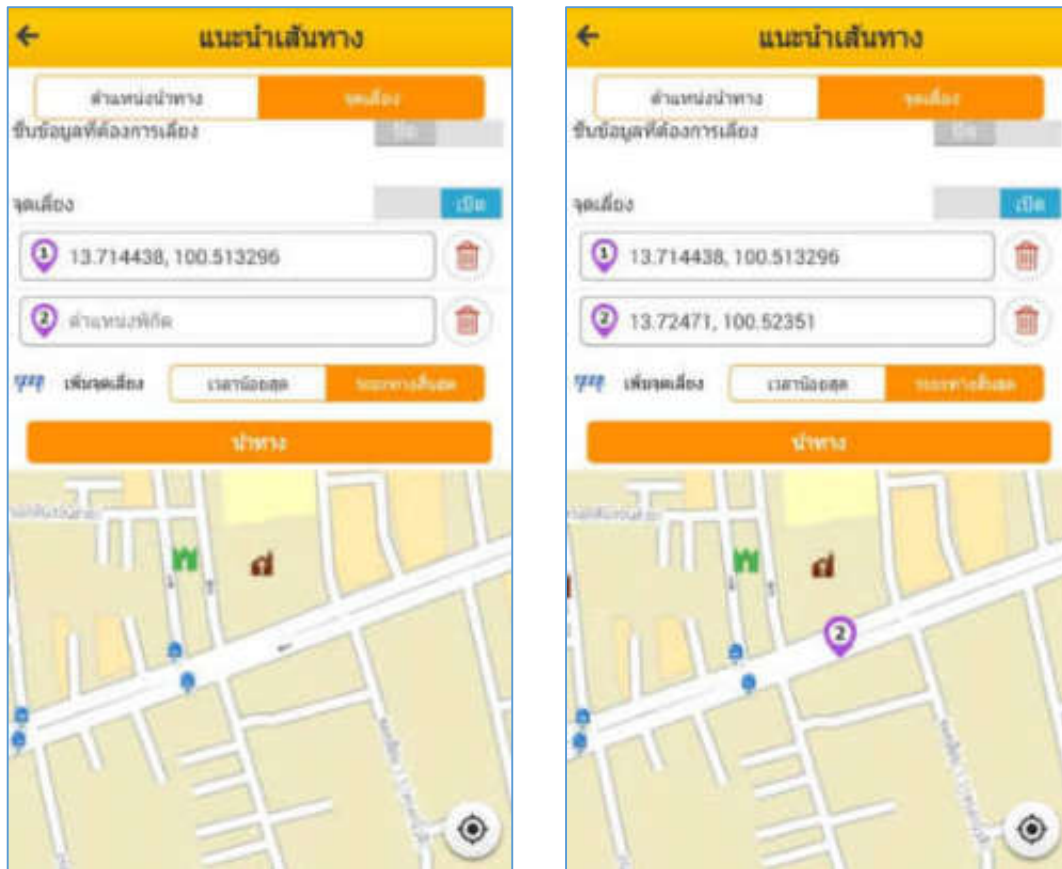 แนะนำเส้นทาง
ตำแหน่งนำทาง จุดเลี่ยง
ชั้นข้อมูลที่ต้องการเลี่ยง ปิด
จุดเลี่ยง เปิด
1 13.714438, 100.513296
2 ตำแหน่งพิกัด
เพิ่มจุดเลี่ยง เวลาน้อยสุด ระยะทางสั้นสุด
นำทาง
แนะนำเส้นทาง
ตำแหน่งนำทาง จุดเลี่ยง
ชั้นข้อมูลที่ต้องการเลี่ยง ปิด
จุดเลี่ยง เปิด
1 13.714438, 100.513296
2 13.72471, 100.52351
เพิ่มจุดเลี่ยง เวลาน้อยสุด ระยะทางสั้นสุด
นำทาง
2